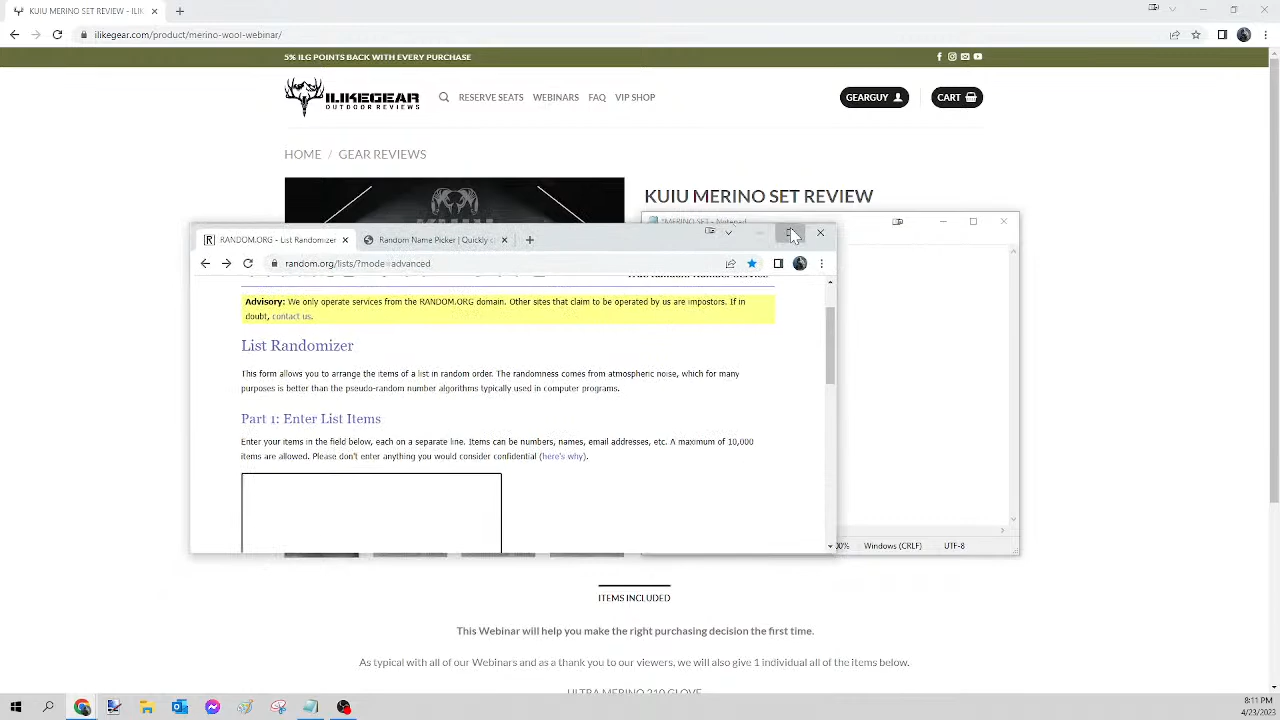 KUIU MERINO SET REVIEW - ILIK
ilikegear.com/product/merino-wool-webinar/
5% ILG POINTS BACK WITH EVERY PURCHASE
ILIKEGEAR
OUTDOOR REVIEWS
RESERVE SEATS WEBINARS FAQ VIP SHOP
GEARGUY
CART
HOME / GEAR REVIEWS
KUIU MERINO SET REVIEW
*MERINO SET - Notepad
RANDOM.ORG - List Randomizer
Random Name Picker | Quickly c
random.org/lists/?mode=advanced
Advisory: We only operate services from the RANDOM.ORG domain. Other sites that claim to be operated by us are impostors. If in
doubt, contact us.
List Randomizer
This form allows you to arrange the items of a list in random order. The randomness comes from atmospheric noise, which for many
purposes is better than the pseudo-random number algorithms typically used in computer programs.
Part 1: Enter List Items
Enter your items in the field below, each on a separate line. Items can be numbers, names, email addresses, etc. A maximum of 10,000
items are allowed. Please don't enter anything you would consider confidential (here's why).
00% Windows (CRLF) UTF-8
ITEMS INCLUDED
This Webinar will help you make the right purchasing decision the first time.
As typical with all of our Webinars and as a thank you to our viewers, we will also give 1 individual all of the items below.
ULTRA MERINO 210 GLOVE
8:11 PM
4/23/2023